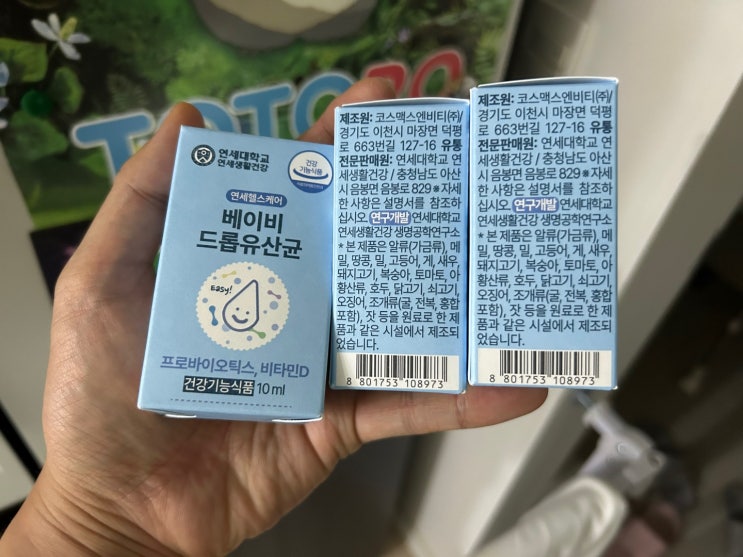 TOTORO
연세대학교
연세생활건강
건강
기능식품
연세헬스케어
베이비
드롭유산균
Easy!
프로바이오틱스, 비타민D
건강기능식품 10 ml
제조원: 코스맥스엔비티(주)/
경기도 이천시 마장면 덕평
로 663번길 127-16 유통
전문판매원: 연세대학교 연
세생활건강 / 충청남도 아산
시 음봉면 음봉로 829 ※ 자세
한 사항은 설명서를 참조하
십시오. 연구개발 연세대학교
연세생활건강 생명공학연구소
* 본 제품은 알류(가금류), 메
밀, 땅콩, 밀, 고등어, 게, 새우,
돼지고기, 복숭아, 토마토, 아
황산류, 호두, 닭고기, 쇠고기,
오징어, 조개류(굴, 전복, 홍합
포함), 잣 등을 원료로 한 제
품과 같은 시설에서 제조되
었습니다.
8 801753 108973
제조원: 코스맥스엔비티(주)/
경기도 이천시 마장면 덕평
로 663번길 127-16 유통
전문판매원: 연세대학교 연
세생활건강 / 충청남도 아산
시 음봉면 음봉로 829 ※ 자세
한 사항은 설명서를 참조하
십시오. 연구개발 연세대학교
연세생활건강 생명공학연구소
* 본 제품은 알류(가금류), 메
밀, 땅콩, 밀, 고등어, 게, 새우,
돼지고기, 복숭아, 토마토, 아
황산류, 호두, 닭고기, 쇠고기,
오징어, 조개류(굴, 전복, 홍합
포함), 잣 등을 원료로 한 제
품과 같은 시설에서 제조되
었습니다.
8 801753 108973